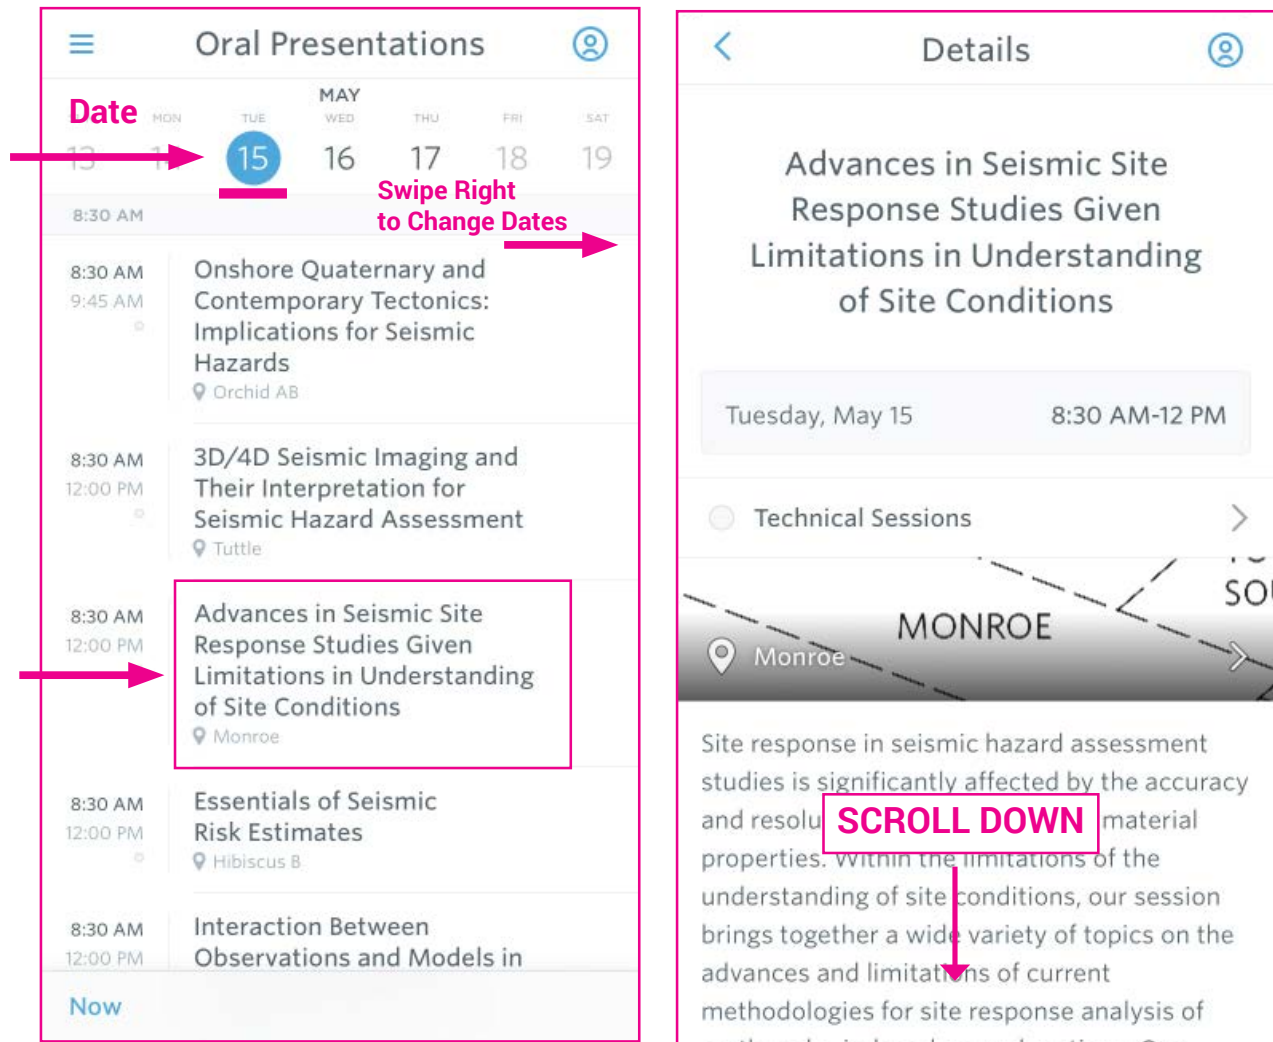 Oral Presentations
MAY
Date
MON TUE WED THU FRI SAT
13 15 16 17 18 19
Swipe Right
to Change Dates
8:30 AM
8:30 AM
9:45 AM
Onshore Quaternary and
Contemporary Tectonics:
Implications for Seismic
Hazards
Orchid AB
8:30 AM
12:00 PM
3D/4D Seismic Imaging and
Their Interpretation for
Seismic Hazard Assessment
Tuttle
8:30 AM
12:00 PM
Advances in Seismic Site
Response Studies Given
Limitations in Understanding
of Site Conditions
Monroe
8:30 AM
12:00 PM
Essentials of Seismic
Risk Estimates
Hibiscus B
8:30 AM
12:00 PM
Interaction Between
Observations and Models in
Now
Details
Advances in Seismic Site
Response Studies Given
Limitations in Understanding
of Site Conditions
Tuesday, May 15 8:30 AM-12 PM
Technical Sessions
MONROE
Monroe
Site response in seismic hazard assessment
studies is significantly affected by the accuracy
and material
SCROLL DOWN
properties. Within the limitations of the
understanding of site conditions, our session
brings together a wide variety of topics on the
advances and limitations of current
methodologies for site response analysis of